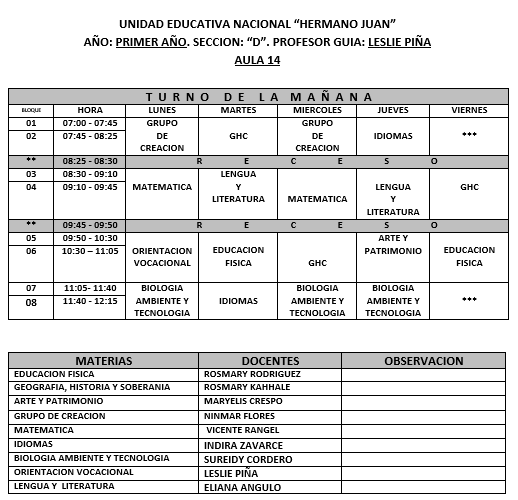 UNIDAD EDUCATIVA NACIONAL “HERMANO JUAN”
AÑO: PRIMER AÑO. SECCION: “D”. PROFESOR GUIA: LESLIE PIÑA
AULA 14
TURNO DE LA MAÑANA
BLOQUE HORA LUNES MARTES MIERCOLES JUEVES VIERNES
01 07:00 - 07:45 GRUPO GRUPO
02 07:45 - 08:25 DE GHC DE IDIOMAS ***
CREACION CREACION
** 08:25 - 08:30 R E C E S O
03 08:30 - 09:10 LENGUA
04 09:10 - 09:45 MATEMATICA Y LENGUA GHC
LITERATURA MATEMATICA Y
LITERATURA
** 09:45 - 09:50 R E C E S O
05 09:50 - 10:30 ARTE Y
06 10:30 – 11:05 ORIENTACION EDUCACION PATRIMONIO EDUCACION
VOCACIONAL FISICA GHC FISICA
07 11:05- 11:40 BIOLOGIA BIOLOGIA BIOLOGIA
08 11:40 - 12:15 AMBIENTE Y IDIOMAS AMBIENTE Y AMBIENTE Y ***
TECNOLOGIA TECNOLOGIA TECNOLOGIA
MATERIAS DOCENTES OBSERVACION
EDUCACION FISICA ROSMARY RODRIGUEZ
GEOGRAFIA, HISTORIA Y SOBERANIA ROSMARY KAHHALE
ARTE Y PATRIMONIO MARYELIS CRESPO
GRUPO DE CREACION NINMAR FLORES
MATEMATICA VICENTE RANGEL
IDIOMAS INDIRA ZAVARCE
BIOLOGIA AMBIENTE Y TECNOLOGIA SUREIDY CORDERO
ORIENTACION VOCACIONAL LESLIE PIÑA
LENGUA Y LITERATURA ELIANA ANGULO